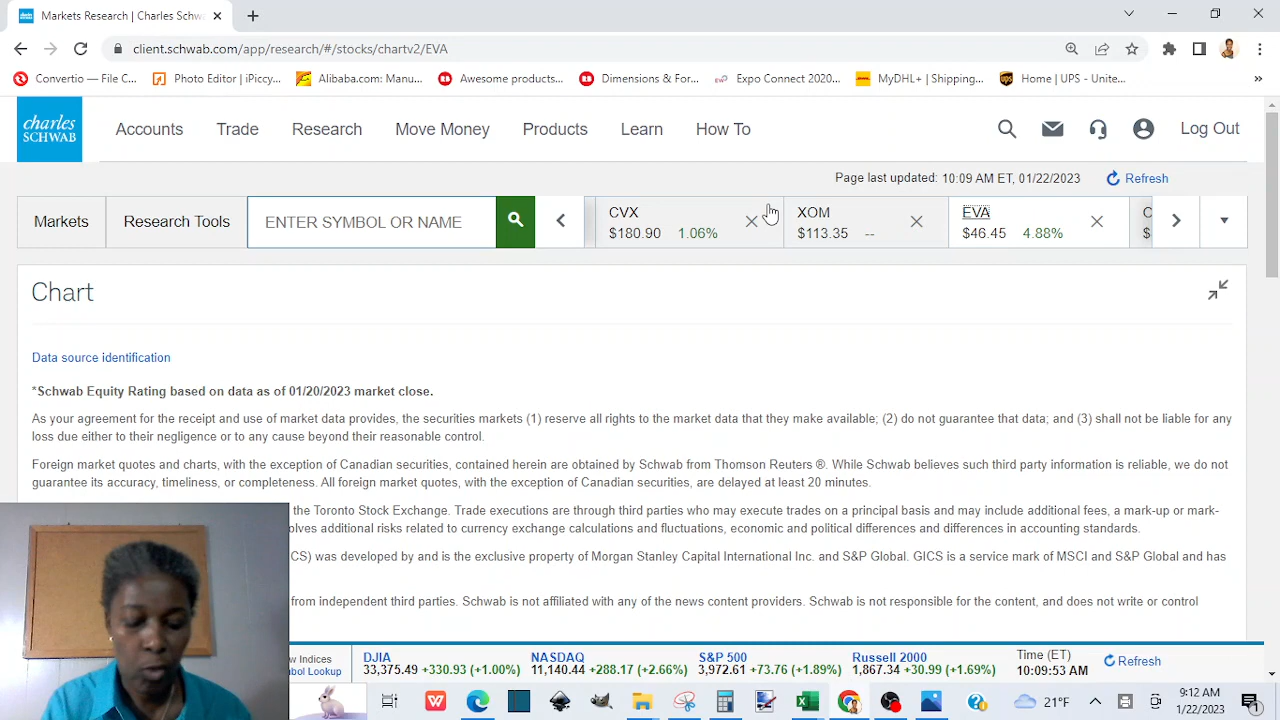 Markets Research | Charles Schw
client.schwab.com/app/research/#/stocks/chartv2/EVA
Convertio — File C...
Photo Editor | iPiccy...
Alibaba.com: Manu...
Awesome products...
Dimensions & For...
Expo Connect 2020...
MyDHL+ | Shipping...
Home | UPS - Unite...
charles SCHWAB
Accounts
Trade
Research
Move Money
Products
Learn
How To
Log Out
Page last updated: 10:09 AM ET, 01/22/2023
Refresh
Markets
Research Tools
ENTER SYMBOL OR NAME
CVX
$180.90 1.06%
XOM
$113.35 --
EVA
$46.45 4.88%
Chart
Data source identification
*Schwab Equity Rating based on data as of 01/20/2023 market close.
As your agreement for the receipt and use of market data provides, the securities markets (1) reserve all rights to the market data that they make available; (2) do not guarantee that data; and (3) shall not be liable for any
loss due either to their negligence or to any cause beyond their reasonable control.
Foreign market quotes and charts, with the exception of Canadian securities, contained herein are obtained by Schwab from Thomson Reuters ®. While Schwab believes such third party information is reliable, we do not
guarantee its accuracy, timeliness, or completeness. All foreign market quotes, with the exception of Canadian securities, are delayed at least 20 minutes.
the Toronto Stock Exchange. Trade executions are through third parties who may execute trades on a principal basis and may include additional fees, a mark-up or mark-
olves additional risks related to currency exchange calculations and fluctuations, economic and political differences and differences in accounting standards.
ICS) was developed by and is the exclusive property of Morgan Stanley Capital International Inc. and S&P Global. GICS is a service mark of MSCI and S&P Global and has
from independent third parties. Schwab is not affiliated with any of the news content providers. Schwab is not responsible for the content, and does not write or control
w Indices
bol Lookup
DJIA
33,375.49 +330.93 (+1.00%)
NASDAQ
11,140.44 +288.17 (+2.66%)
S&P 500
3,972.61 +73.76 (+1.89%)
Russell 2000
1,867.34 +30.99 (+1.69%)
Time (ET)
10:09:53 AM
Refresh
21°F
9:12 AM
1/22/2023